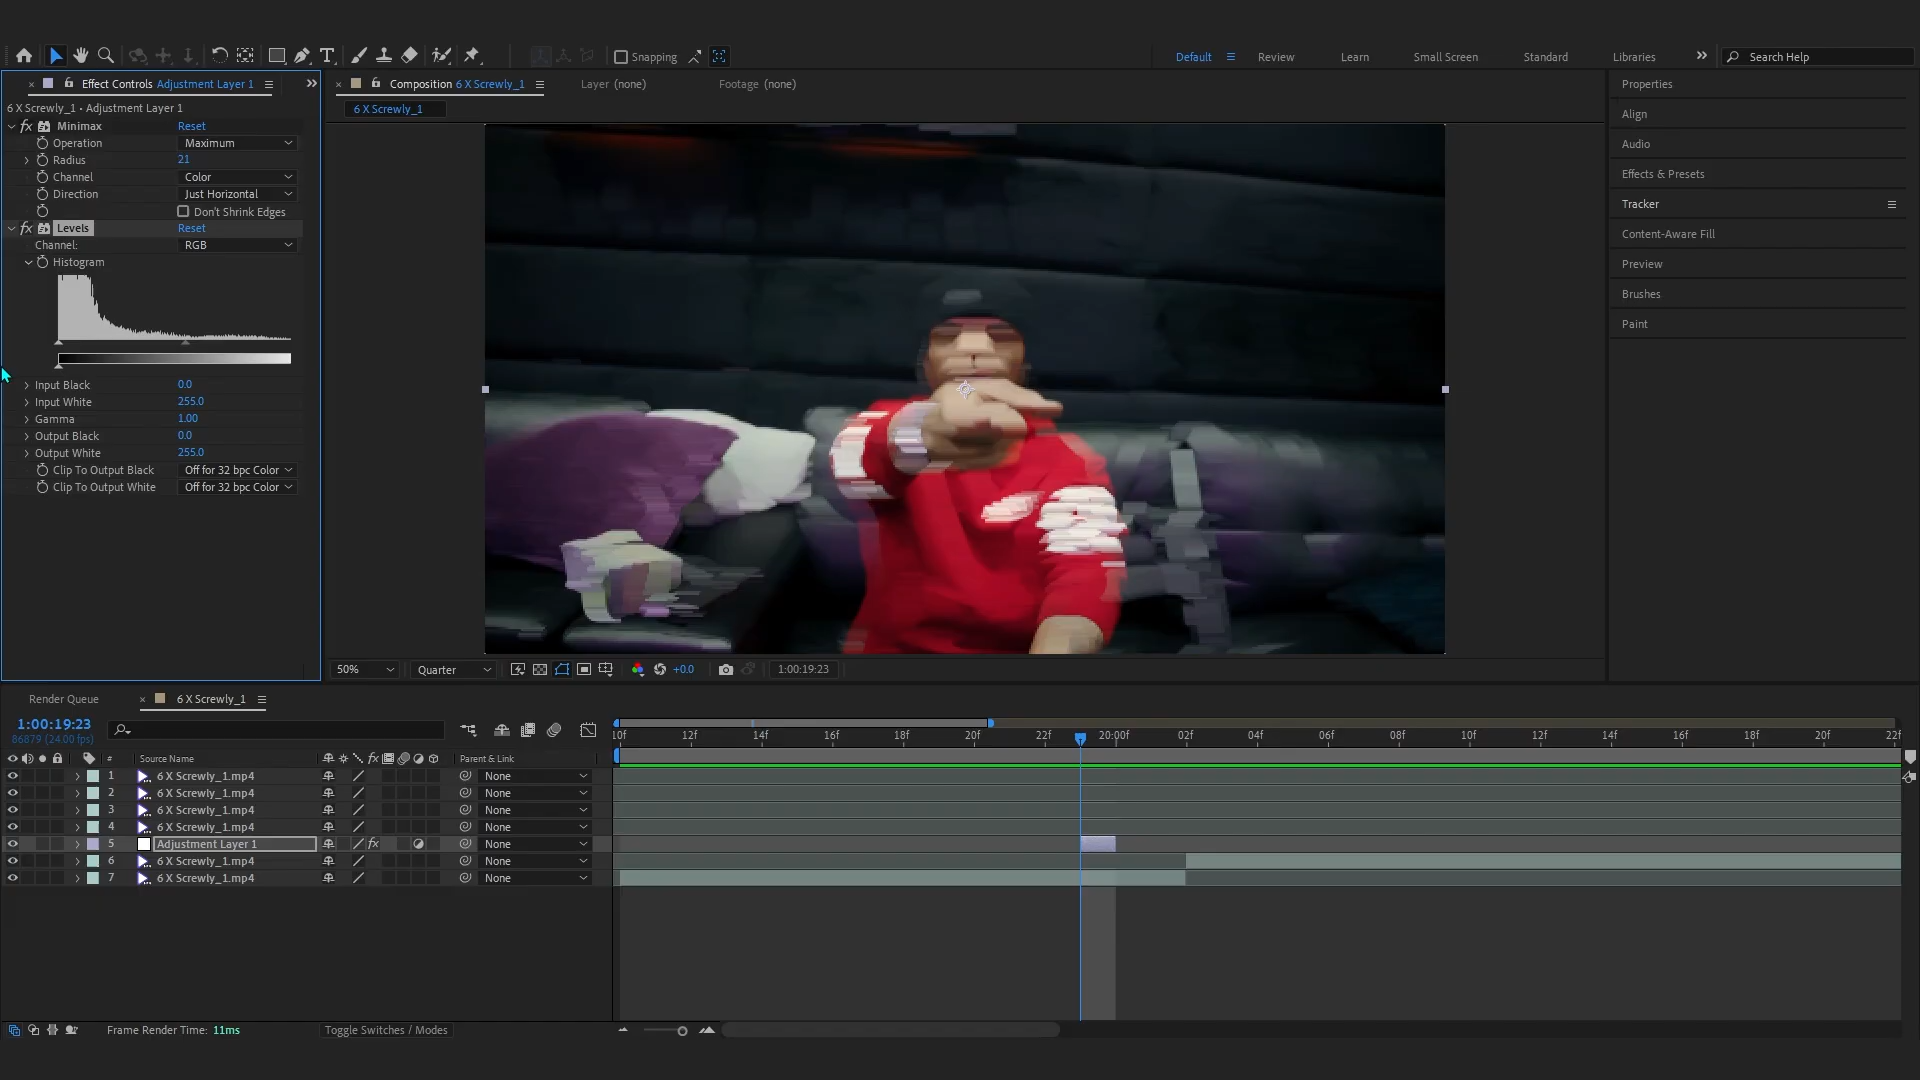 Snapping
Default
Review
Learn
Small Screen
Standard
Libraries
Search Help
Effect Controls Adjustment Layer 1
Composition 6 X Screwly_1
Layer (none)
Footage (none)
6 X Screwly_1 • Adjustment Layer 1
6 X Screwly_1
fx Minimax Reset
Operation Maximum
Radius 21
Channel Color
Direction Just Horizontal
Don't Shrink Edges
fx Levels Reset
Channel: RGB
Histogram
Input Black 0.0
Input White 255.0
Gamma 1.00
Output Black 0.0
Output White 255.0
Clip To Output Black Off for 32 bpc Color
Clip To Output White Off for 32 bpc Color
Properties
Align
Audio
Effects & Presets
Tracker
Content-Aware Fill
Preview
Brushes
Paint
50% Quarter +0.0 1:00:19:23
Render Queue 6 X Screwly_1
1:00:19:23
86879 (24.00 fps)
10f 12f 14f 16f 18f 20f 22f 20:00f 02f 04f 06f 08f 10f 12f 14f 16f 18f 20f 22f
# Source Name fx Parent & Link
1 6 X Screwly_1.mp4 None
2 6 X Screwly_1.mp4 None
3 6 X Screwly_1.mp4 None
4 6 X Screwly_1.mp4 None
5 Adjustment Layer 1 fx None
6 6 X Screwly_1.mp4 None
7 6 X Screwly_1.mp4 None
Frame Render Time: 11ms
Toggle Switches / Modes